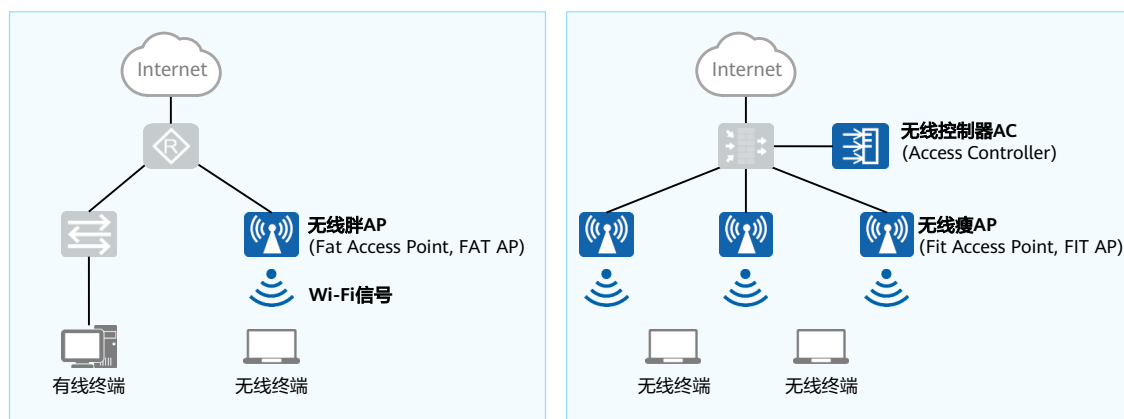 Internet
R
无线胖AP
(Fat Access Point, FAT AP)
Wi-Fi信号
有线终端
无线终端
Internet
无线控制器AC
(Access Controller)
无线瘦AP
(Fit Access Point, FIT AP)
无线终端
无线终端